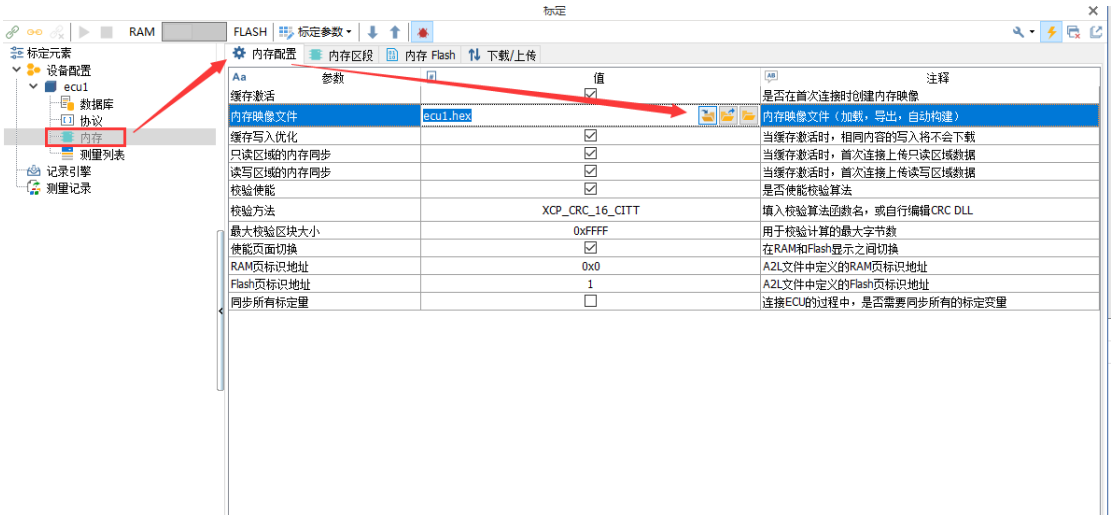 标定
RAM
FLASH 标定参数
标定元素
设备配置
ecu1
数据库
协议
内存
测量列表
记录引擎
测量记录
内存配置 内存区段 内存 Flash 下载/上传
参数 值 注释
缓存激活 是否在首次连接时创建内存映像
内存映像文件 ecu1.hex 内存映像文件（加载，导出，自动构建）
缓存写入优化 当缓存激活时，相同内容的写入将不会下载
只读区域的内存同步 当缓存激活时，首次连接上传只读区域数据
读写区域的内存同步 当缓存激活时，首次连接上传读写区域数据
校验使能 是否使能校验算法
校验方法 XCP_CRC_16_CITT 填入校验算法函数名，或自行编辑CRC DLL
最大校验区块大小 0xFFFF 用于校验计算的最大字节数
使能页面切换 在RAM和Flash显示之间切换
RAM页标识地址 0x0 A2L文件中定义的RAM页标识地址
Flash页标识地址 1 A2L文件中定义的Flash页标识地址
同步所有标定量 连接ECU的过程中，是否需要同步所有的标定变量